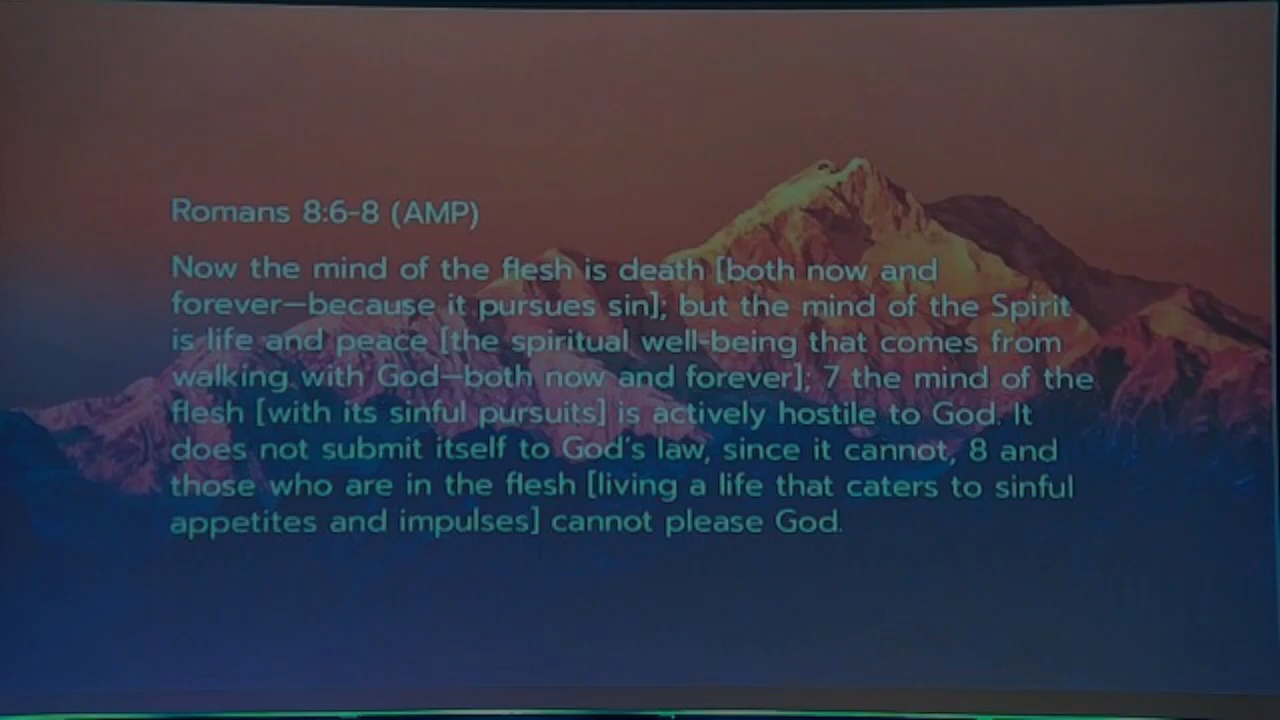 Romans 8:6-8 (AMP)
Now the mind of the flesh is death [both now and
forever—because it pursues sin]; but the mind of the Spirit
is life and peace [the spiritual well-being that comes from
walking with God—both now and forever]; 7 the mind of the
flesh [with its sinful pursuits] is actively hostile to God. It
does not submit itself to God's law, since it cannot, 8 and
those who are in the flesh [living a life that caters to sinful
appetites and impulses] cannot please God.